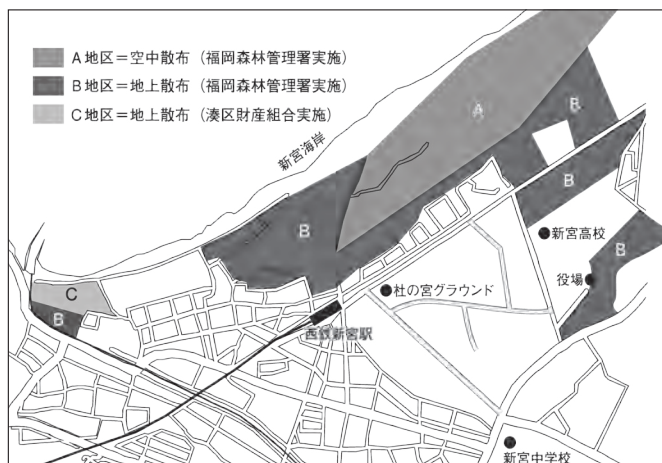 A地区＝空中散布（福岡森林管理署実施）
B地区＝地上散布（福岡森林管理署実施）
C地区＝地上散布（湊区財産組合実施）
新宮海岸
A
B
B
B
B
新宮高校
役場
C
B
杜の宮グラウンド
西鉄新宮駅
新宮中学校